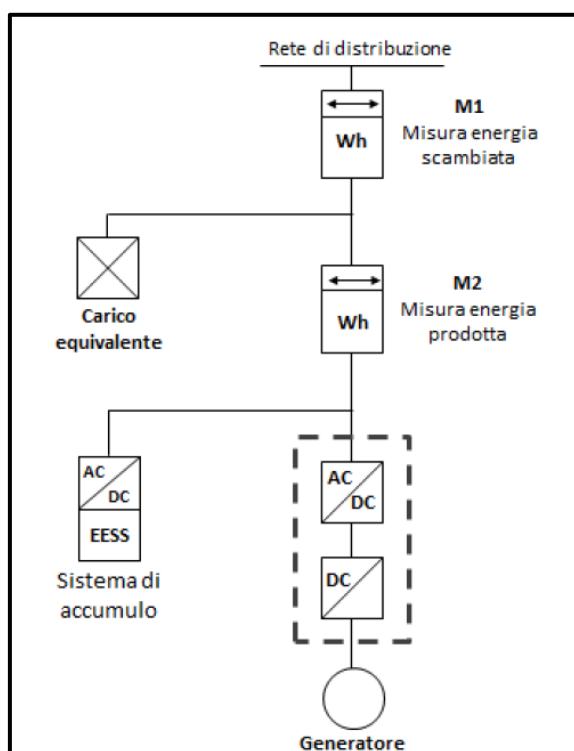 Rete di distribuzione
M1
Misura energia
scambiata
Wh
Carico
equivalente
M2
Misura energia
prodotta
Wh
AC
DC
EESS
Sistema di
accumulo
AC
DC
DC
Generatore